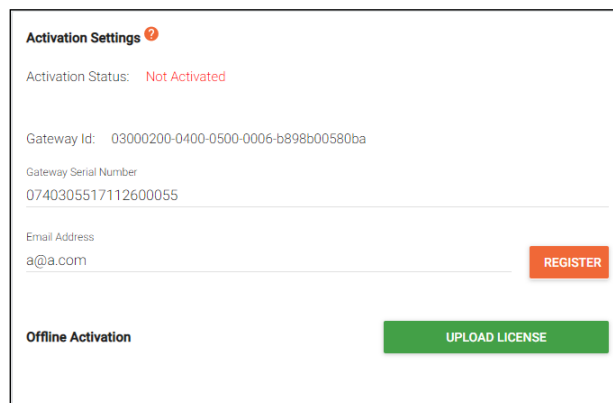 Activation Settings ?
Activation Status: Not Activated
Gateway Id: 03000200-0400-0500-0006-b898b00580ba
Gateway Serial Number
0740305517112600055
Email Address
a@a.com
REGISTER
Offline Activation
UPLOAD LICENSE